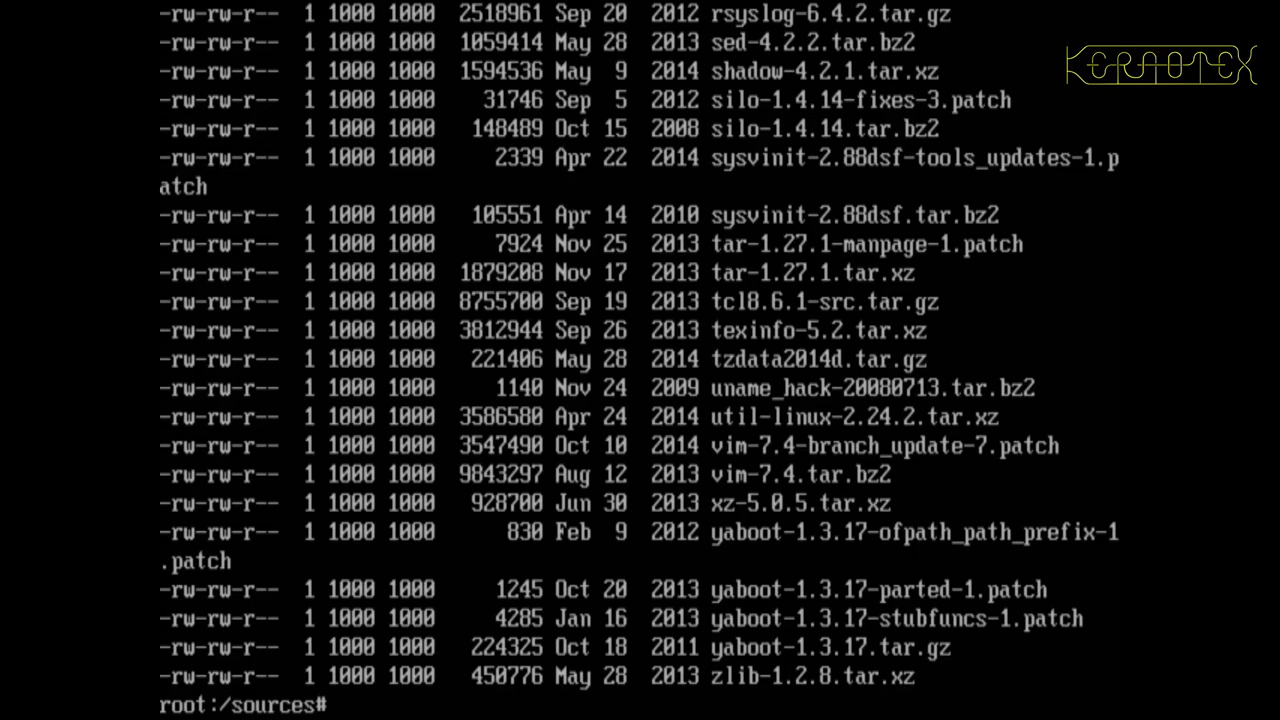 -rw-rw-r-- 1 1000 1000 2518961 Sep 20 2012 rsyslog-6.4.2.tar.gz
KERAOTEX
-rw-rw-r-- 1 1000 1000 1059414 May 28 2013 sed-4.2.2.tar.bz2
-rw-rw-r-- 1 1000 1000 1594536 May 9 2014 shadow-4.2.1.tar.xz
-rw-rw-r-- 1 1000 1000 31746 Sep 5 2012 silo-1.4.14-fixes-3.patch
-rw-rw-r-- 1 1000 1000 148489 Oct 15 2008 silo-1.4.14.tar.bz2
-rw-rw-r-- 1 1000 1000 2339 Apr 22 2014 sysvinit-2.88dsf-tools_updates-1.p
atch
-rw-rw-r-- 1 1000 1000 105551 Apr 14 2010 sysvinit-2.88dsf.tar.bz2
-rw-rw-r-- 1 1000 1000 7924 Nov 25 2013 tar-1.27.1-manpage-1.patch
-rw-rw-r-- 1 1000 1000 1879208 Nov 17 2013 tar-1.27.1.tar.xz
-rw-rw-r-- 1 1000 1000 8755700 Sep 19 2013 tcl8.6.1-src.tar.gz
-rw-rw-r-- 1 1000 1000 3812944 Sep 26 2013 texinfo-5.2.tar.xz
-rw-rw-r-- 1 1000 1000 221406 May 28 2014 tzdata2014d.tar.gz
-rw-rw-r-- 1 1000 1000 1140 Nov 24 2009 uname_hack-20080713.tar.bz2
-rw-rw-r-- 1 1000 1000 3586580 Apr 24 2014 util-linux-2.24.2.tar.xz
-rw-rw-r-- 1 1000 1000 3547490 Oct 10 2014 vim-7.4-branch_update-7.patch
-rw-rw-r-- 1 1000 1000 9843297 Aug 12 2013 vim-7.4.tar.bz2
-rw-rw-r-- 1 1000 1000 928700 Jun 30 2013 xz-5.0.5.tar.xz
-rw-rw-r-- 1 1000 1000 830 Feb 9 2012 yaboot-1.3.17-ofpath_path_prefix-1
.patch
-rw-rw-r-- 1 1000 1000 1245 Oct 20 2013 yaboot-1.3.17-parted-1.patch
-rw-rw-r-- 1 1000 1000 4285 Jan 16 2013 yaboot-1.3.17-stubfuncs-1.patch
-rw-rw-r-- 1 1000 1000 224325 Oct 18 2011 yaboot-1.3.17.tar.gz
-rw-rw-r-- 1 1000 1000 450776 May 28 2013 zlib-1.2.8.tar.xz
root:/sources#